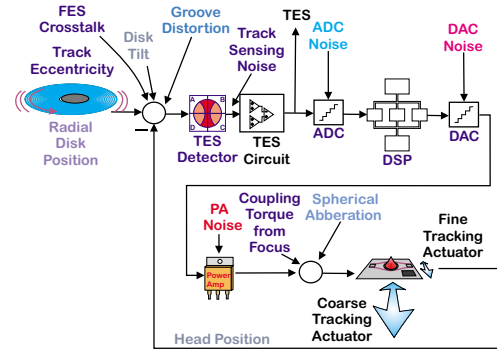 FES
Crosstalk
Track
Eccentricity
Disk
Tilt
Groove
Distortion
Track
Sensing
Noise
TES
ADC
Noise
DAC
Noise
Radial
Disk
Position
A
B
D
C
TES
Detector
TES
Circuit
ADC
DSP
DAC
PA
Noise
Coupling
Torque
from
Focus
Spherical
Abberation
Fine
Tracking
Actuator
Power
Amp
Coarse
Tracking
Actuator
Head Position